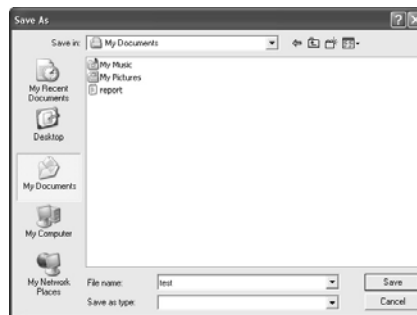 Save As
Save in:
My Documents
My Recent
Documents
Desktop
My Documents
My Computer
My Network
Places
My Music
My Pictures
report
File name:
test
Save
Save as type:
Cancel